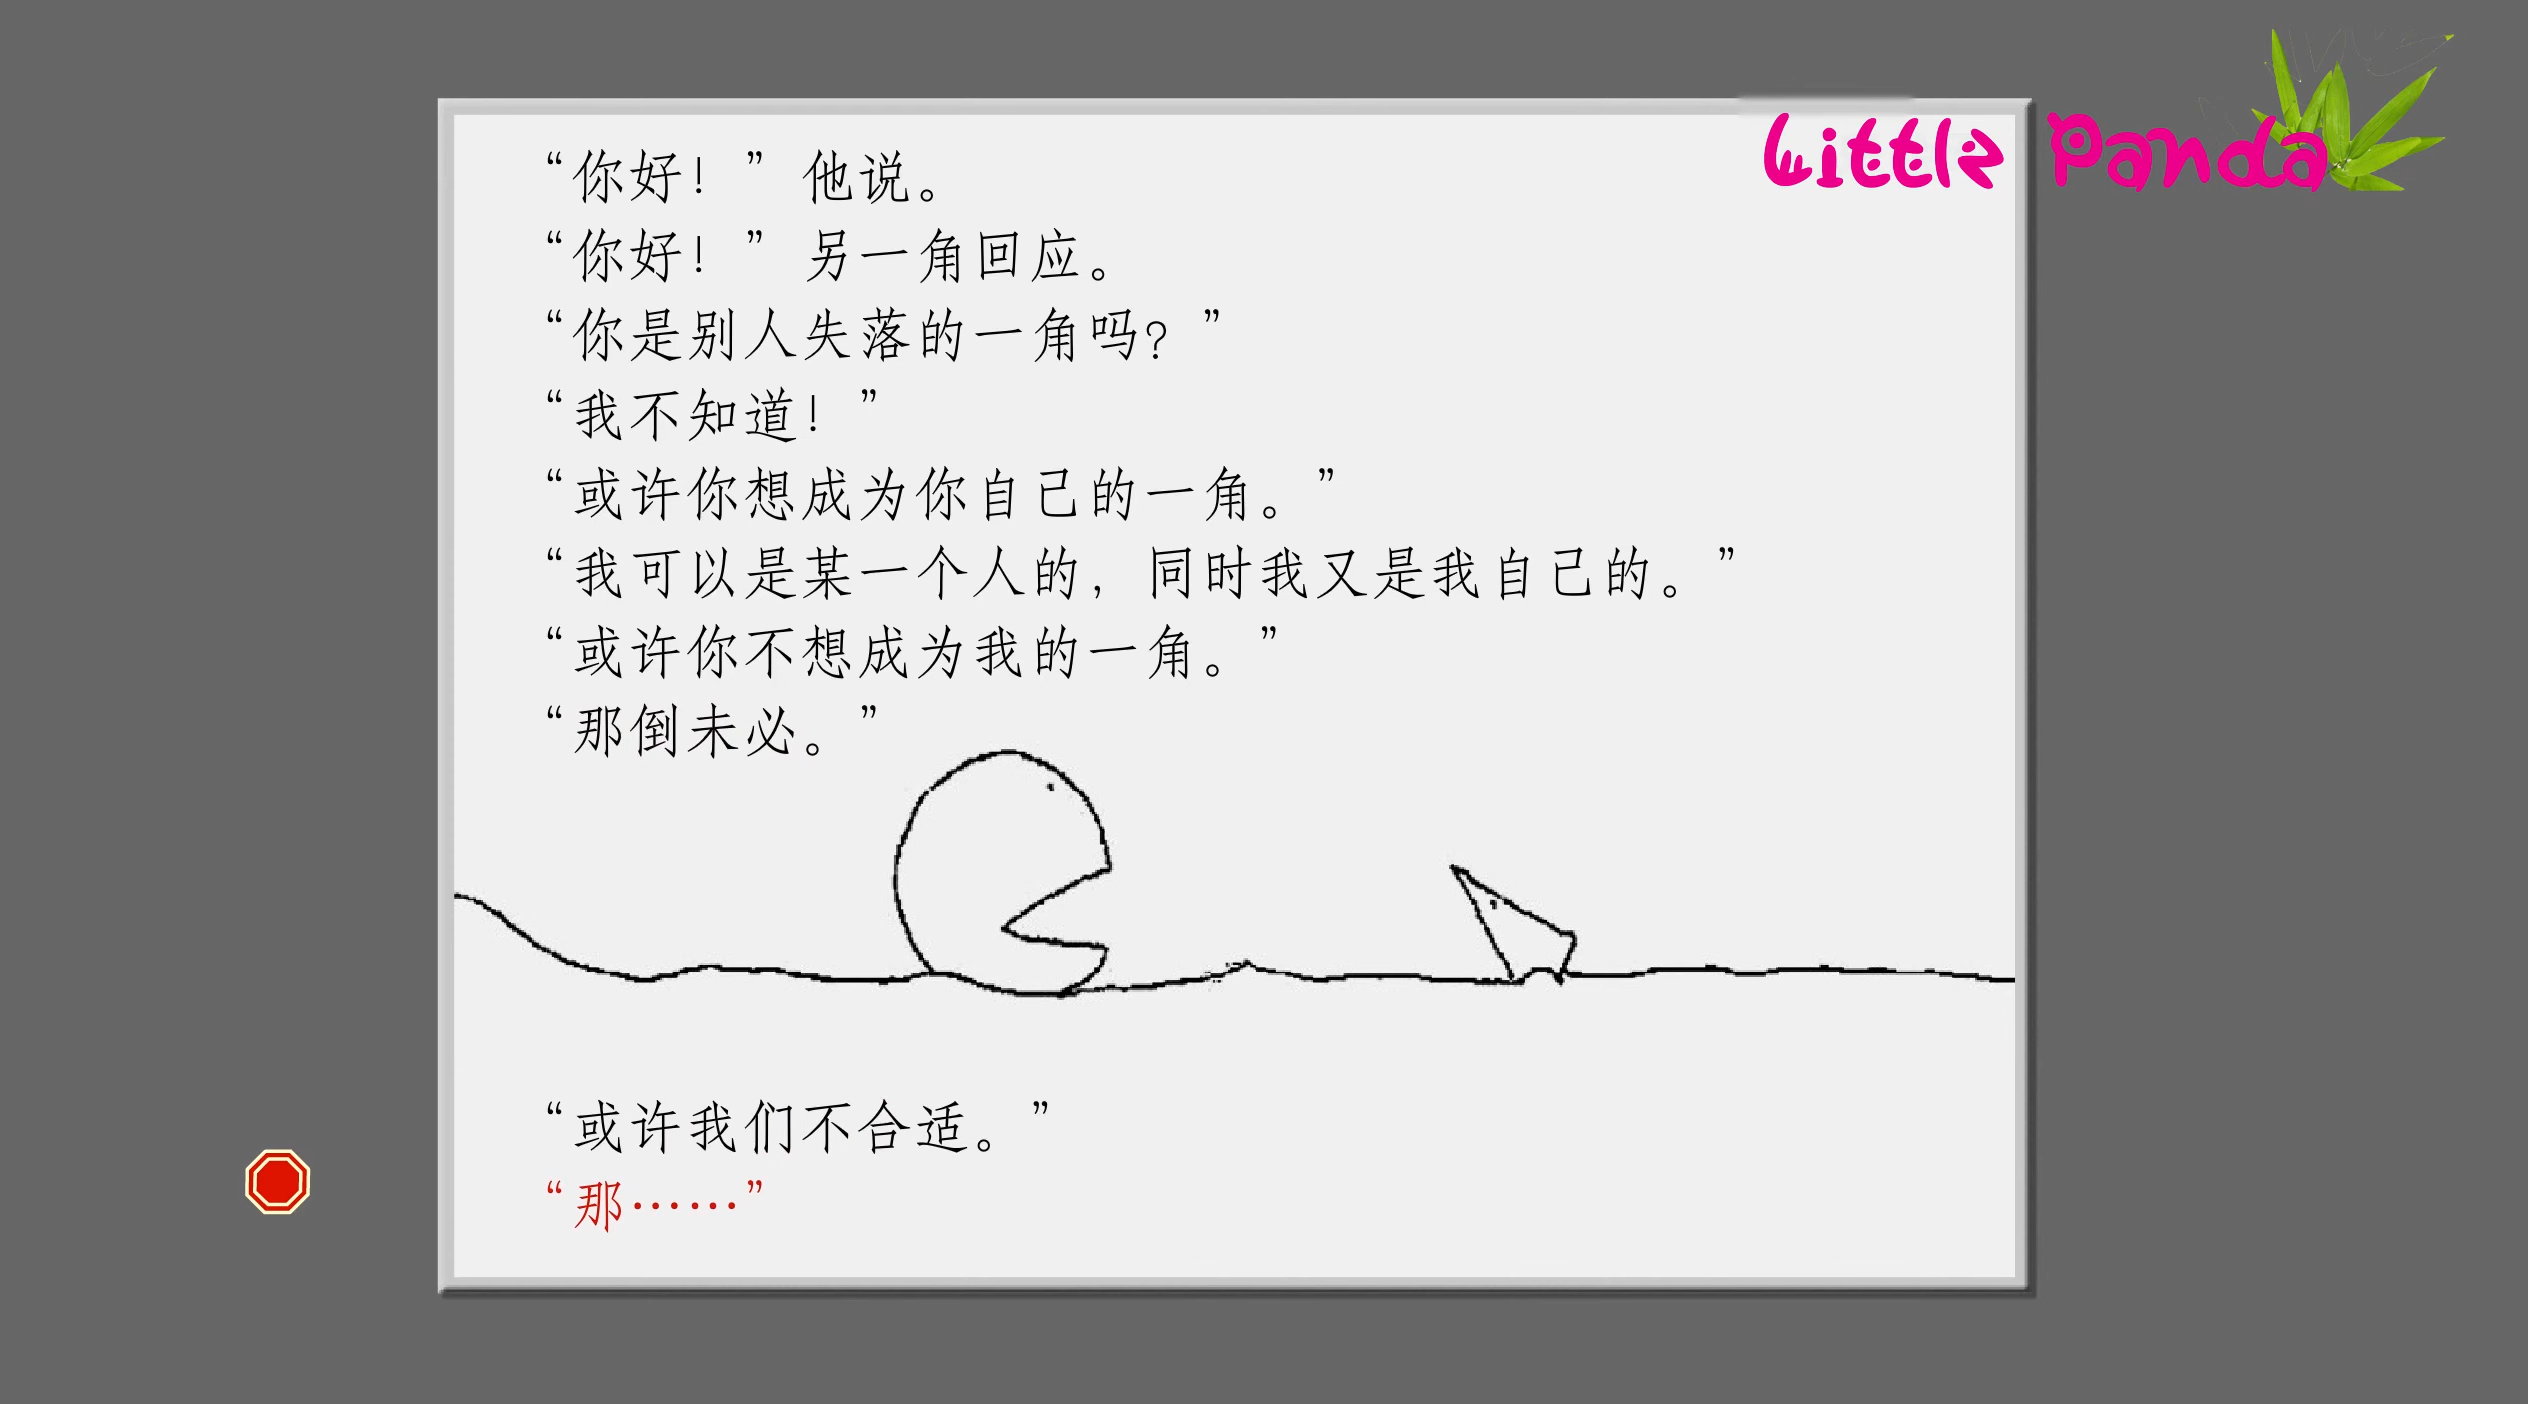 Little Panda
“你好！”他说。
“你好！”另一角回应。
“你是别人失落的一角吗？”
“我不知道！”
“或许你想成为你自己的一角。”
“我可以是某一个人的，同时我又是我自己的。”
“或许你不想成为我的一角。”
“那倒未必。”
“或许我们不合适。”
“那……”